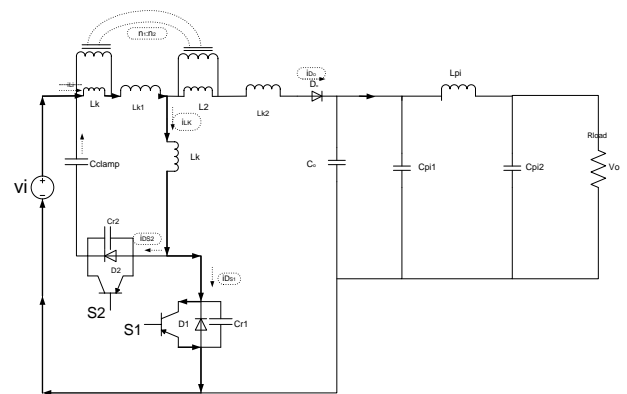 n1:n2
iLi
Lk
Lk1
L2
Lk2
iDo
Do
Lpi
iLK
Lk
Cclamp
vi
Co
Cpi1
Cpi2
Rload
Vo
Cr2
iDS2
D2
iDS1
S2
S1
D1
Cr1